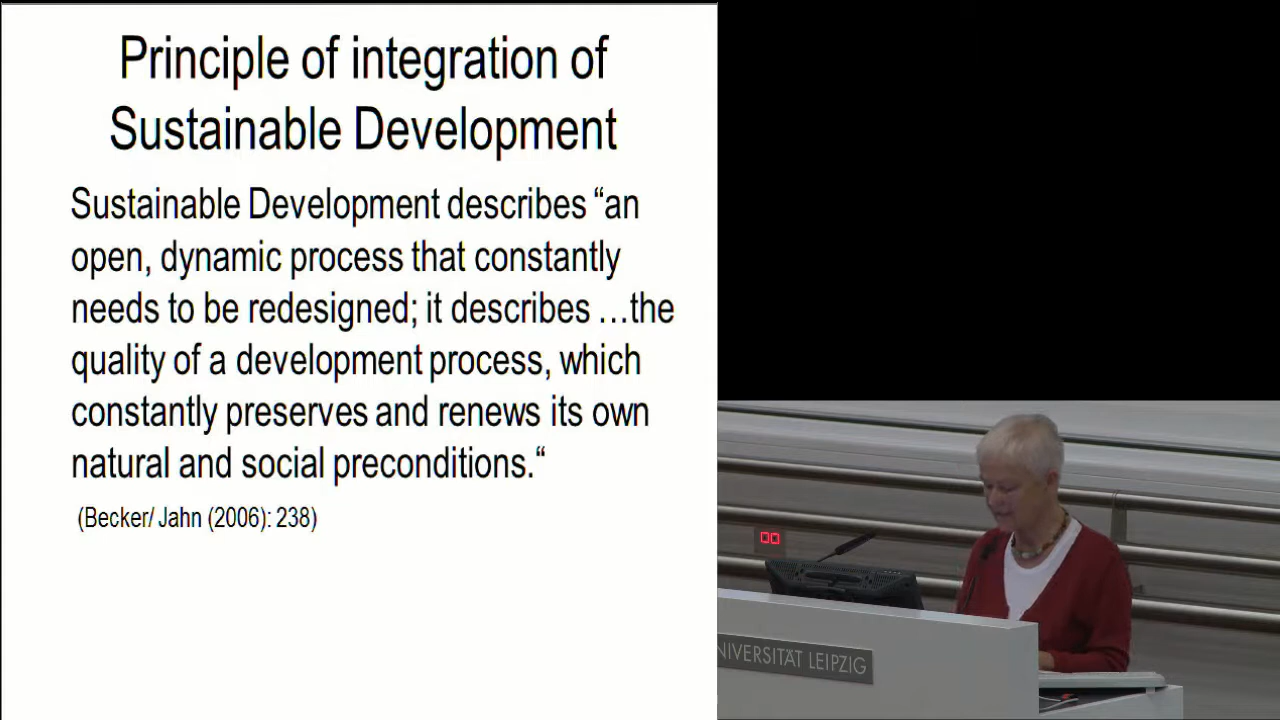 Principle of integration of
Sustainable Development
Sustainable Development describes “an
open, dynamic process that constantly
needs to be redesigned; it describes …the
quality of a development process, which
constantly preserves and renews its own
natural and social preconditions.“
(Becker/ Jahn (2006): 238)
00
NIVERSITÄT LEIPZIG